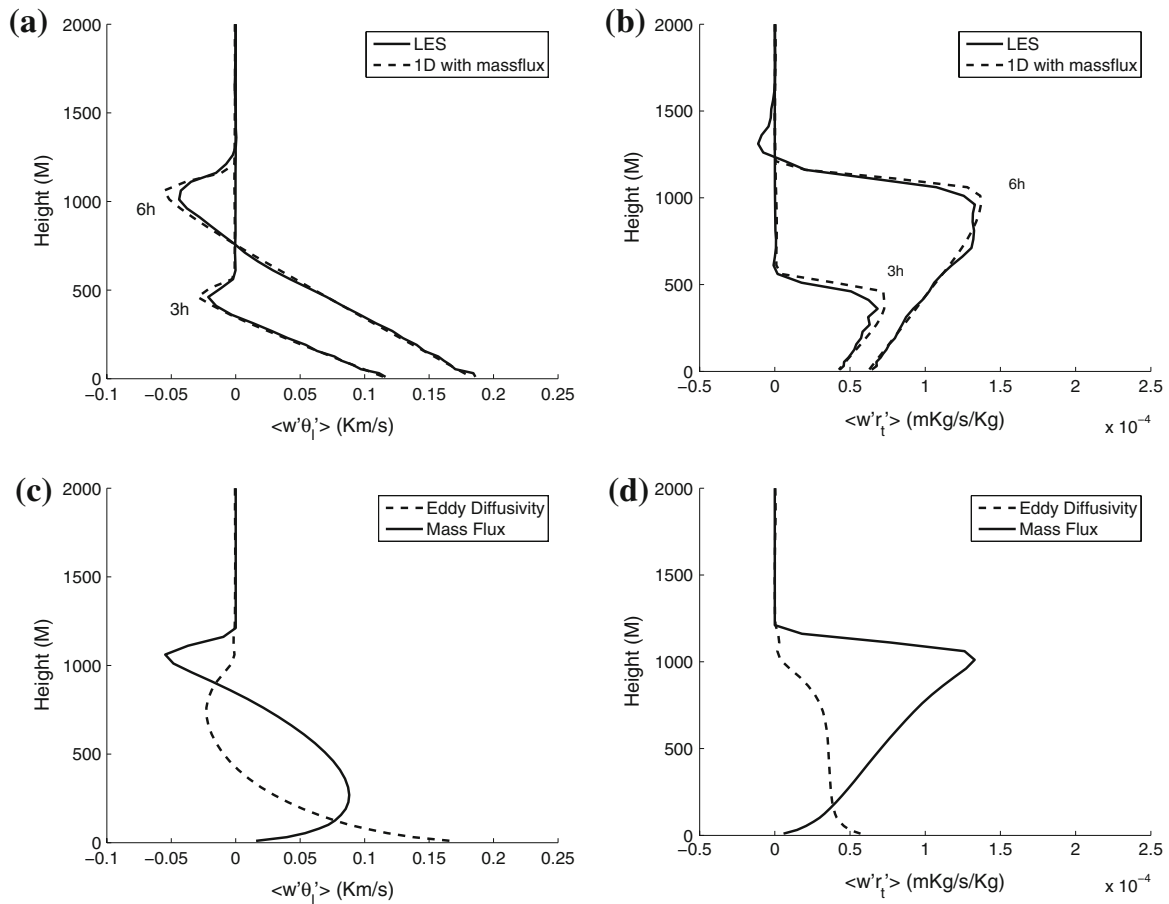 (a)
2000
1500
1000
500
0
Height (M)
LES
1D with massflux
6h
3h
−0.1
−0.05
0
0.05
0.1
0.15
0.2
0.25
<w'θl'> (Km/s)
(b)
2000
1500
1000
500
0
Height (M)
LES
1D with massflux
6h
3h
−0.5
0
0.5
1
1.5
2
2.5
<w'rt'> (mKg/s/Kg)
x 10−4
(c)
2000
1500
1000
500
0
Height (M)
Eddy Diffusivity
Mass Flux
−0.1
−0.05
0
0.05
0.1
0.15
0.2
0.25
<w'θl'> (Km/s)
(d)
2000
1500
1000
500
0
Height (M)
Eddy Diffusivity
Mass Flux
−0.5
0
0.5
1
1.5
2
2.5
<w'rt'> (mKg/s/Kg)
x 10−4